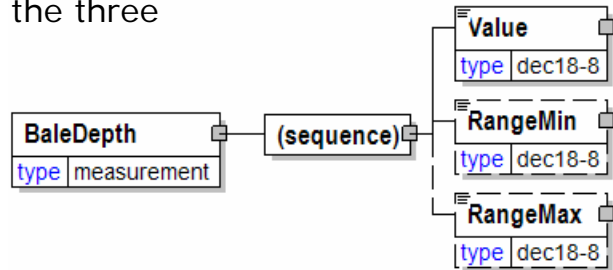 the three
Value
type dec18-8
BaleDepth
type measurement
(sequence)
RangeMin
type dec18-8
RangeMax
type dec18-8